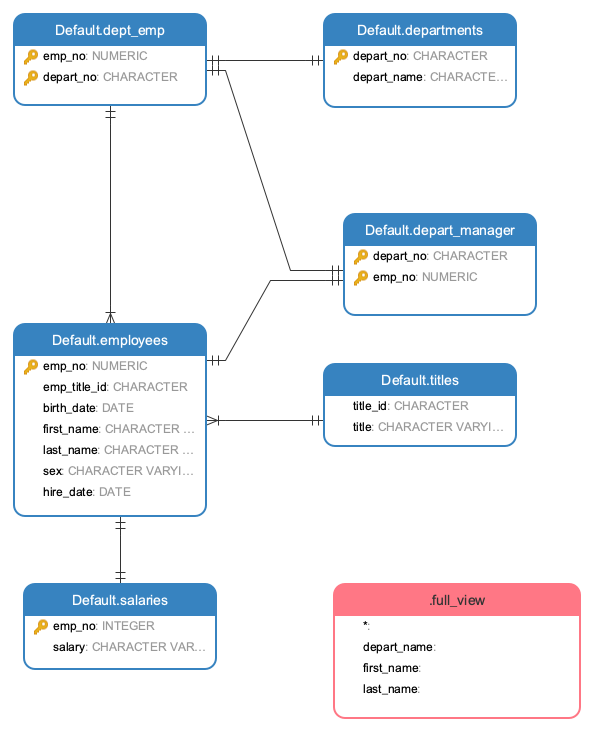 Default.dept_emp
emp_no: NUMERIC
depart_no: CHARACTER
Default.departments
depart_no: CHARACTER
depart_name: CHARACTE...
Default.depart_manager
depart_no: CHARACTER
emp_no: NUMERIC
Default.employees
emp_no: NUMERIC
emp_title_id: CHARACTER
birth_date: DATE
first_name: CHARACTER ...
last_name: CHARACTER ...
sex: CHARACTER VARYI...
hire_date: DATE
Default.titles
title_id: CHARACTER
title: CHARACTER VARYI...
Default.salaries
emp_no: INTEGER
salary: CHARACTER VAR...
.full_view
*:
depart_name:
first_name:
last_name: